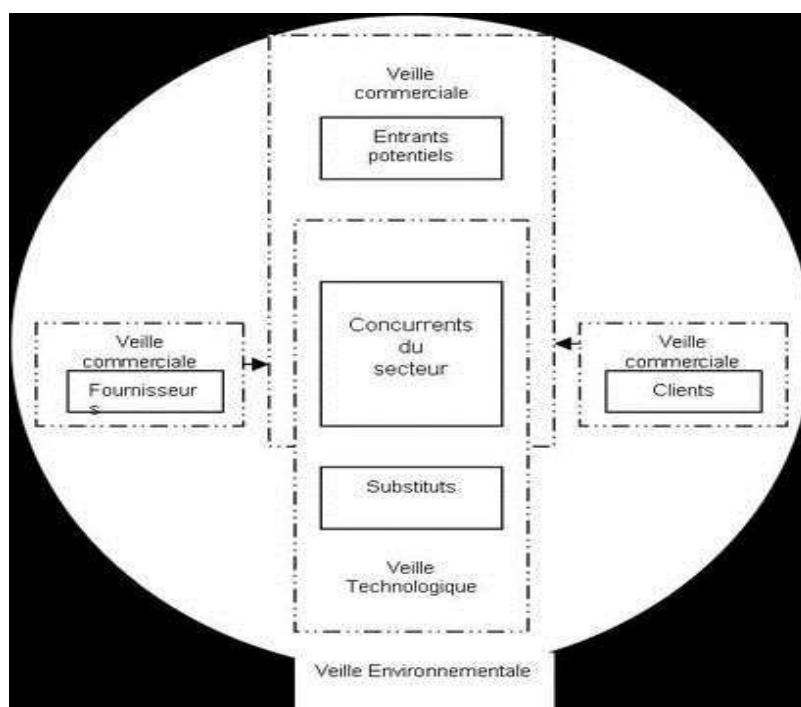 Veille
commerciale
Entrants
potentiels
Concurrents
du
secteur
Veille
commerciale
Fournisseur
s
Veille
commerciale
Clients
Substituts
Veille
Technologique
Veille Environnementale